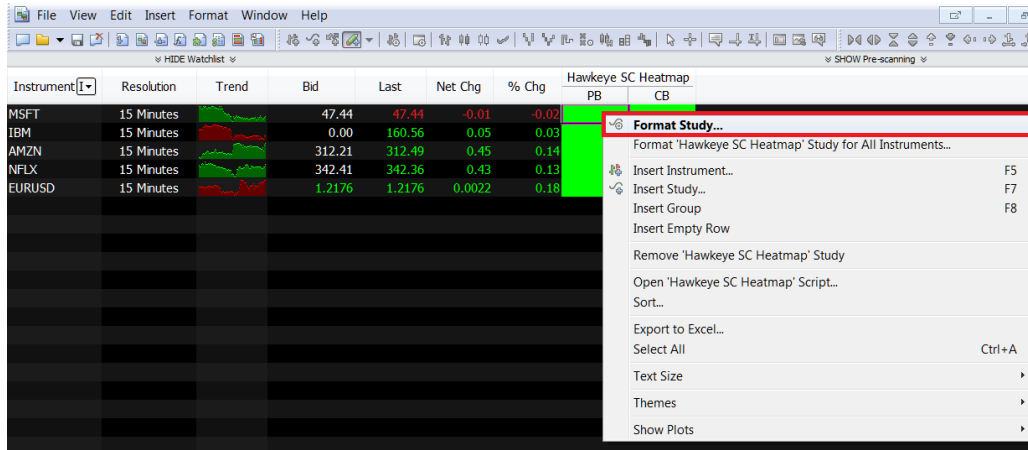 File View Edit Insert Format Window Help
HIDE Watchlist
SHOW Pre-scanning
Instrument Resolution Trend Bid Last Net Chg % Chg Hawkeye SC Heatmap
PB CB
MSFT 15 Minutes 47.44 47.44 -0.01 -0.02
IBM 15 Minutes 0.00 160.56 0.05 0.03
AMZN 15 Minutes 312.21 312.49 0.45 0.14
NFLX 15 Minutes 342.41 342.36 0.43 0.13
EURUSD 15 Minutes 1.2176 1.2176 0.0022 0.18
Format Study...
Format 'Hawkeye SC Heatmap' Study for All Instruments...
Insert Instrument... F5
Insert Study... F7
Insert Group F8
Insert Empty Row
Remove 'Hawkeye SC Heatmap' Study
Open 'Hawkeye SC Heatmap' Script...
Sort...
Export to Excel...
Select All Ctrl+A
Text Size
Themes
Show Plots